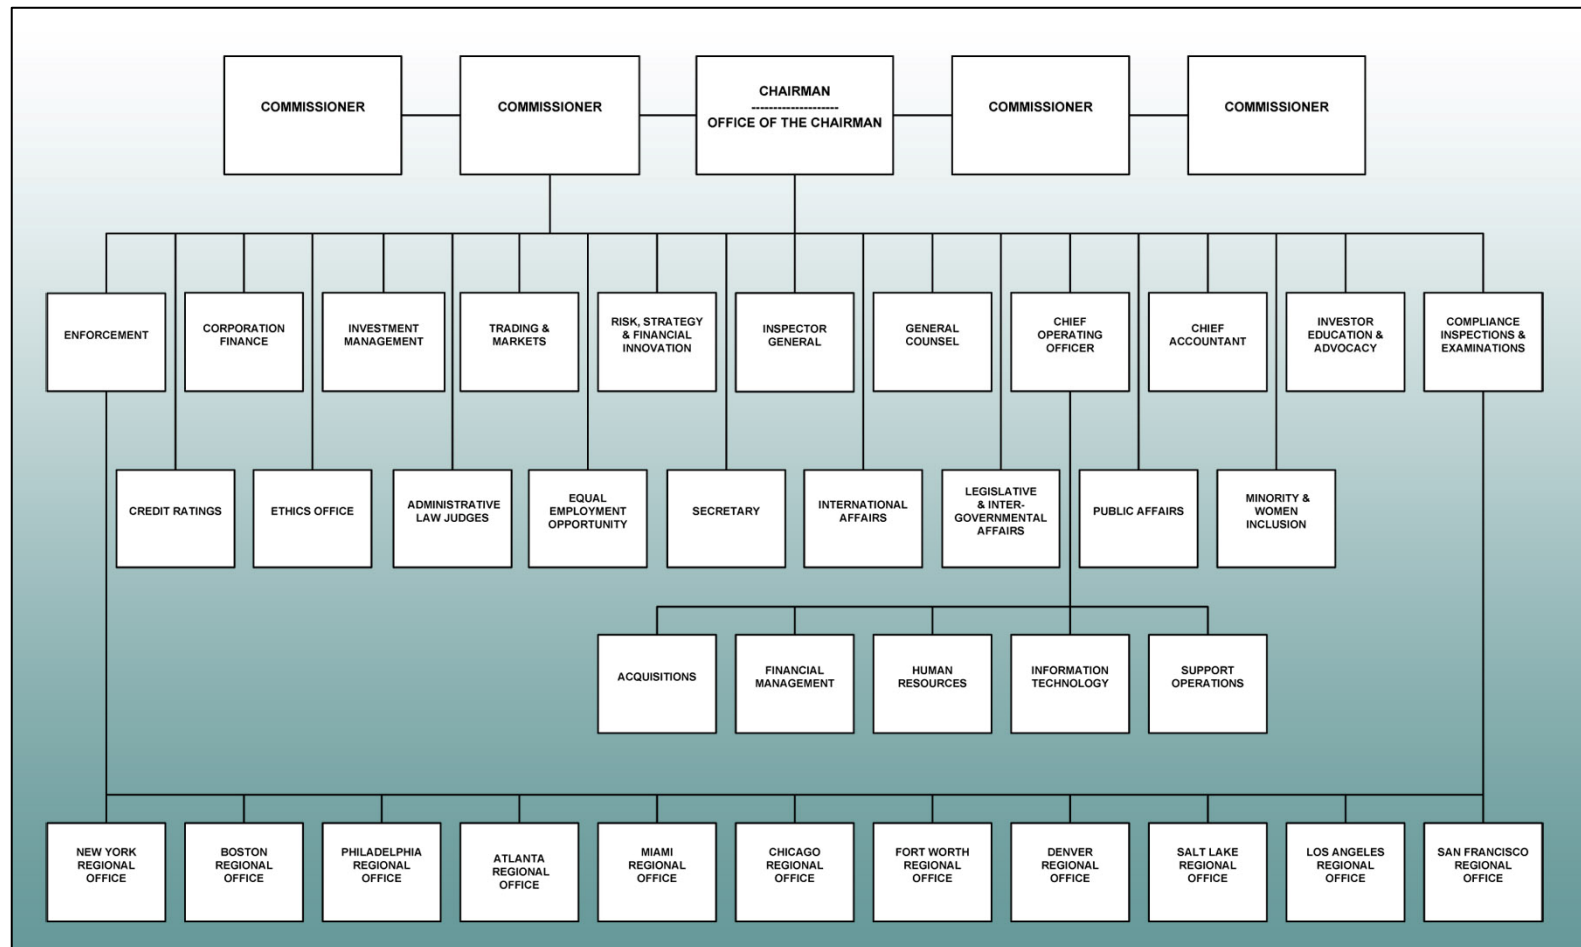 COMMISSIONER
COMMISSIONER
CHAIRMAN
--------------------
OFFICE OF THE CHAIRMAN
COMMISSIONER
COMMISSIONER
ENFORCEMENT
CORPORATION
FINANCE
INVESTMENT
MANAGEMENT
TRADING &
MARKETS
RISK, STRATEGY
& FINANCIAL
INNOVATION
INSPECTOR
GENERAL
GENERAL
COUNSEL
CHIEF
OPERATING
OFFICER
CHIEF
ACCOUNTANT
INVESTOR
EDUCATION &
ADVOCACY
COMPLIANCE
INSPECTIONS &
EXAMINATIONS
CREDIT RATINGS
ETHICS OFFICE
ADMINISTRATIVE
LAW JUDGES
EQUAL
EMPLOYMENT
OPPORTUNITY
SECRETARY
INTERNATIONAL
AFFAIRS
LEGISLATIVE
& INTER-
GOVERNMENTAL
AFFAIRS
PUBLIC AFFAIRS
MINORITY &
WOMEN
INCLUSION
ACQUISITIONS
FINANCIAL
MANAGEMENT
HUMAN
RESOURCES
INFORMATION
TECHNOLOGY
SUPPORT
OPERATIONS
NEW YORK
REGIONAL
OFFICE
BOSTON
REGIONAL
OFFICE
PHILADELPHIA
REGIONAL
OFFICE
ATLANTA
REGIONAL
OFFICE
MIAMI
REGIONAL
OFFICE
CHICAGO
REGIONAL
OFFICE
FORT WORTH
REGIONAL
OFFICE
DENVER
REGIONAL
OFFICE
SALT LAKE
REGIONAL
OFFICE
LOS ANGELES
REGIONAL
OFFICE
SAN FRANCISCO
REGIONAL
OFFICE